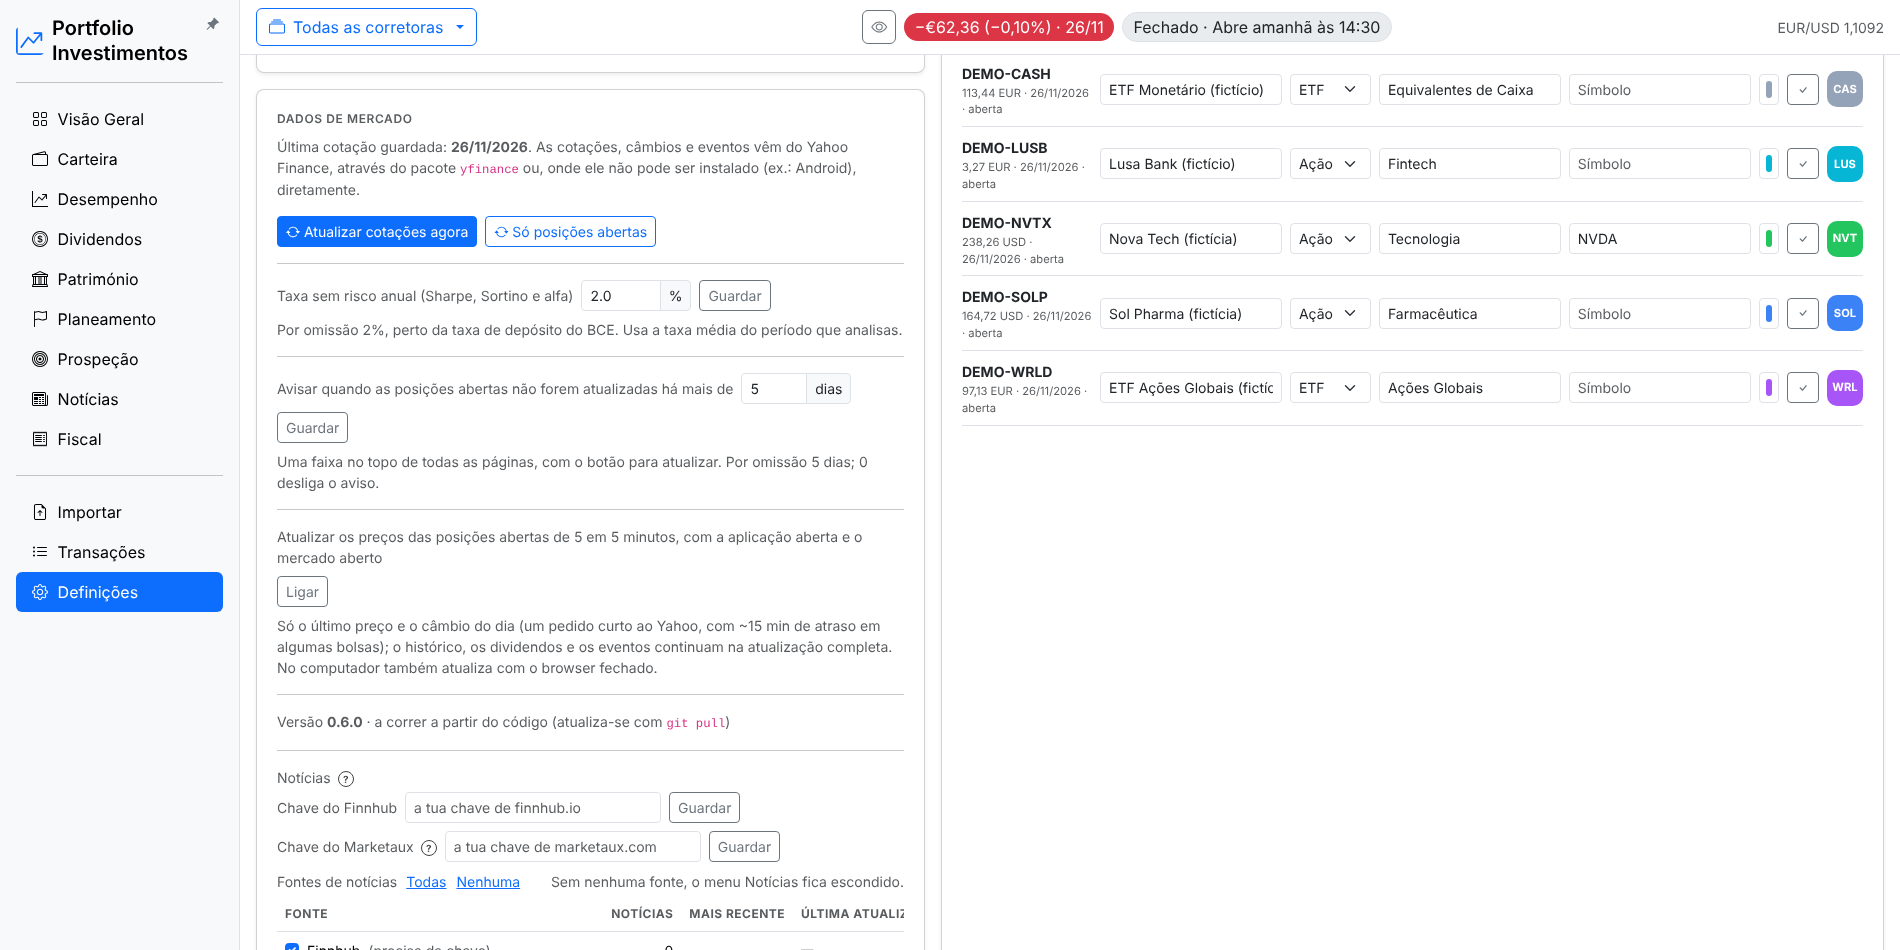 Portfolio
Investimentos
Visão Geral
Carteira
Desempenho
Dividendos
Património
Planeamento
Prospeção
Notícias
Fiscal
Importar
Transações
Definições
Todas as corretoras
−€62,36 (−0,10%) · 26/11
Fechado · Abre amanhã às 14:30
EUR/USD 1,1092
DADOS DE MERCADO
Última cotação guardada: 26/11/2026. As cotações, câmbios e eventos vêm do Yahoo
Finance, através do pacote yfinance ou, onde ele não pode ser instalado (ex.: Android),
diretamente.
Atualizar cotações agora
Só posições abertas
Taxa sem risco anual (Sharpe, Sortino e alfa) 2.0 % Guardar
Por omissão 2%, perto da taxa de depósito do BCE. Usa a taxa média do período que analisas.
Avisar quando as posições abertas não forem atualizadas há mais de 5 dias
Guardar
Uma faixa no topo de todas as páginas, com o botão para atualizar. Por omissão 5 dias; 0
desliga o aviso.
Atualizar os preços das posições abertas de 5 em 5 minutos, com a aplicação aberta e o
mercado aberto
Ligar
Só o último preço e o câmbio do dia (um pedido curto ao Yahoo, com ~15 min de atraso em
algumas bolsas); o histórico, os dividendos e os eventos continuam na atualização completa.
No computador também atualiza com o browser fechado.
Versão 0.6.0 · a correr a partir do código (atualiza-se com git pull)
Notícias ?
Chave do Finnhub a tua chave de finnhub.io Guardar
Chave do Marketaux ? a tua chave de marketaux.com Guardar
Fontes de notícias Todas Nenhuma Sem nenhuma fonte, o menu Notícias fica escondido.
FONTE NOTÍCIAS MAIS RECENTE ÚLTIMA ATUALIZ
Finnhub (precisa de chave) 0 —
DEMO-CASH
113,44 EUR · 26/11/2026
· aberta
ETF Monetário (fictício) ETF Equivalentes de Caixa Símbolo CAS
DEMO-LUSB
3,27 EUR · 26/11/2026 ·
aberta
Lusa Bank (fictício) Ação Fintech Símbolo LUS
DEMO-NVTX
238,26 USD ·
26/11/2026 · aberta
Nova Tech (fictícia) Ação Tecnologia NVDA NVT
DEMO-SOLP
164,72 USD · 26/11/2026
· aberta
Sol Pharma (fictícia) Ação Farmacêutica Símbolo SOL
DEMO-WRLD
97,13 EUR · 26/11/2026 ·
aberta
ETF Ações Globais (fictíc ETF Ações Globais Símbolo WRL